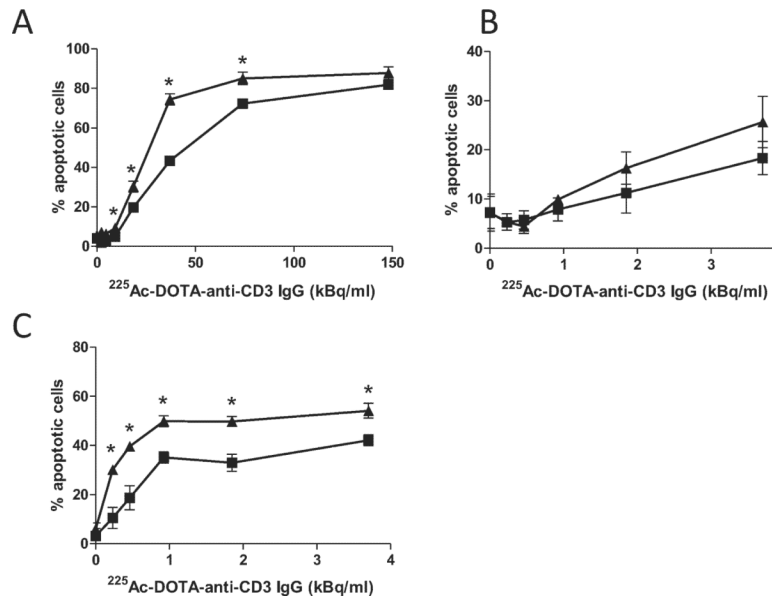 A
100
80
60
40
20
0
% apoptotic cells
* * * * 
0 50 100 150
²²⁵Ac-DOTA-anti-CD3 IgG (kBq/ml)
B
40
30
20
10
0
% apoptotic cells
0 1 2 3
²²⁵Ac-DOTA-anti-CD3 IgG (kBq/ml)
C
80
60
40
20
0
% apoptotic cells
* * * * *
0 1 2 3 4
²²⁵Ac-DOTA-anti-CD3 IgG (kBq/ml)